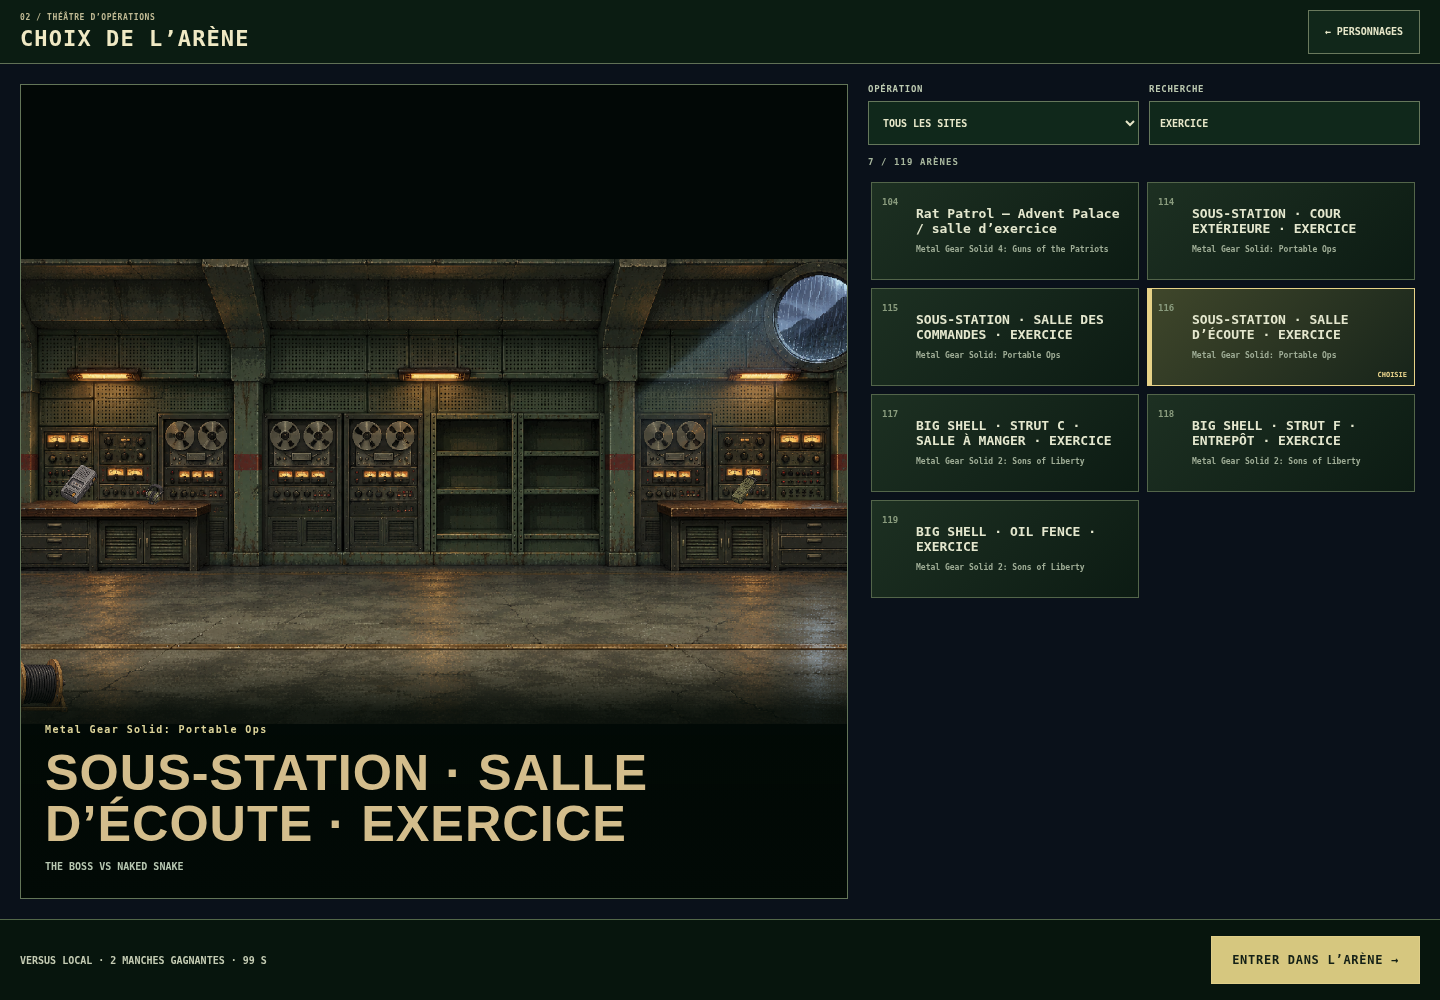 02 / THÉÂTRE D’OPÉRATIONS
CHOIX DE L’ARÈNE
← PERSONNAGES
Metal Gear Solid: Portable Ops
SOUS-STATION · SALLE
D’ÉCOUTE · EXERCICE
THE BOSS VS NAKED SNAKE
OPÉRATION
RECHERCHE
TOUS LES SITES
EXERCICE
7 / 119 ARÈNES
104
Rat Patrol — Advent Palace
/ salle d’exercice
Metal Gear Solid 4: Guns of the Patriots
114
SOUS-STATION · COUR
EXTÉRIEURE · EXERCICE
Metal Gear Solid: Portable Ops
115
SOUS-STATION · SALLE DES
COMMANDES · EXERCICE
Metal Gear Solid: Portable Ops
116
SOUS-STATION · SALLE
D’ÉCOUTE · EXERCICE
Metal Gear Solid: Portable Ops
CHOISIE
117
BIG SHELL · STRUT C ·
SALLE À MANGER · EXERCICE
Metal Gear Solid 2: Sons of Liberty
118
BIG SHELL · STRUT F ·
ENTREPÔT · EXERCICE
Metal Gear Solid 2: Sons of Liberty
119
BIG SHELL · OIL FENCE ·
EXERCICE
Metal Gear Solid 2: Sons of Liberty
VERSUS LOCAL · 2 MANCHES GAGNANTES · 99 S
ENTRER DANS L’ARÈNE →